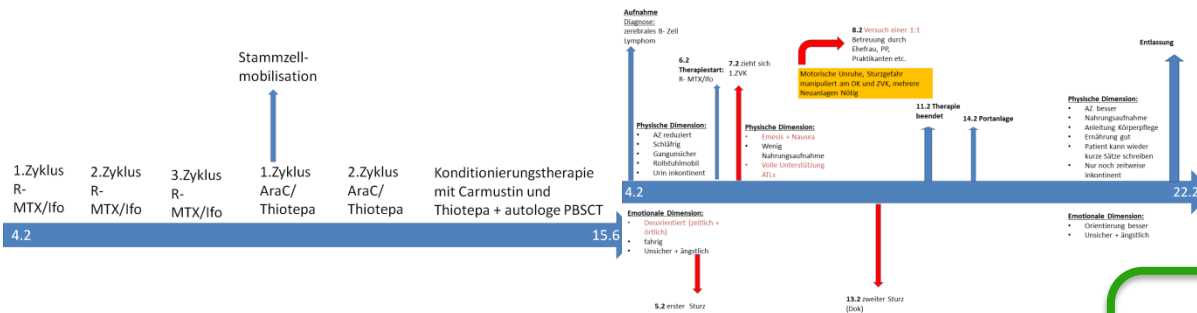 Stammzell-
mobilisation
1.Zyklus
R-
MTX/Ifo
2.Zyklus
R-
MTX/Ifo
3.Zyklus
R-
MTX/Ifo
1.Zyklus
AraC/
Thiotepa
2.Zyklus
AraC/
Thiotepa
Konditionierungstherapie
mit Carmustin und
Thiotepa + autologe PBSCT
4.2
15.6
Aufnahme
Diagnose:
zerebrales B- Zell
Lymphom
6.2
Therapiestart:
R- MTX/Ifo
7.2 zieht sich
1.ZVK
8.2 Versuch einer 1:1
Betreuung durch
Ehefrau, PP,
Praktikanten etc.
Motorische Unruhe, Sturzgefahr
manipuliert am DK und ZVK, mehrere
Neuanlagen Nötig
11.2 Therapie
beendet
14.2 Portanlage
Entlassung
Physische Dimension:
• AZ reduziert
• Schläfrig
• Gangunsicher
• Rollstuhlmobil
• Urin inkontinent
Physische Dimension:
• Emesis + Nausea
• Wenig
Nahrungsaufnahme
• Volle Unterstützung
ATLs
Physische Dimension:
• AZ besser
• Nahrungsaufnahme
• Anleitung Körperpflege
• Ernährung gut
• Patient kann wieder
kurze Sätze schreiben
• Nur noch zeitweise
inkontinent
4.2
22.2
Emotionale Dimension:
• Desorientiert (zeitlich +
örtlich)
• fahrig
• Unsicher + ängstlich
5.2 erster Sturz
13.2 zweiter Sturz
(Dok)
Emotionale Dimension:
• Orientierung besser
• Unsicher + ängstlich